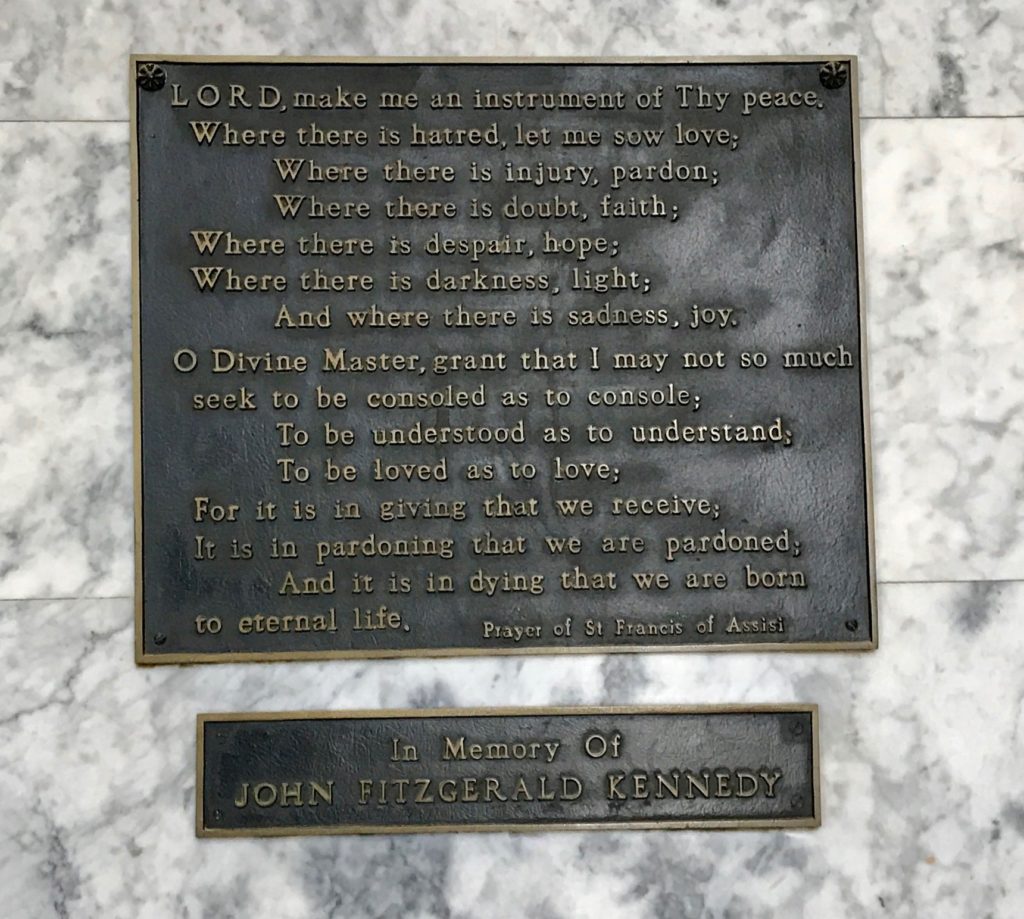 LORD, make me an instrument of Thy peace.
Where there is hatred, let me sow love;
Where there is injury, pardon;
Where there is doubt, faith;
Where there is despair, hope;
Where there is darkness, light;
And where there is sadness, joy.
O Divine Master, grant that I may not so much
seek to be consoled as to console;
To be understood as to understand;
To be loved as to love;
For it is in giving that we receive;
It is in pardoning that we are pardoned;
And it is in dying that we are born
to eternal life.
Prayer of St Francis of Assisi
In Memory Of
JOHN FITZGERALD KENNEDY